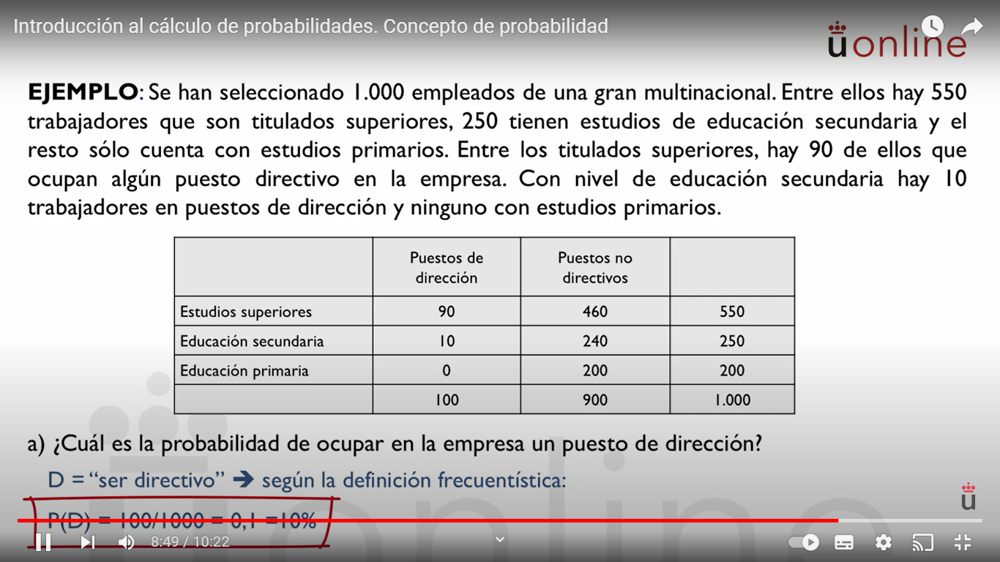 Introducción al cálculo de probabilidades. Concepto de probabilidad
uonline
EJEMPLO: Se han seleccionado 1.000 empleados de una gran multinacional. Entre ellos hay 550
trabajadores que son titulados superiores, 250 tienen estudios de educación secundaria y el
resto sólo cuenta con estudios primarios. Entre los titulados superiores, hay 90 de ellos que
ocupan algún puesto directivo en la empresa. Con nivel de educación secundaria hay 10
trabajadores en puestos de dirección y ninguno con estudios primarios.
Puestos de dirección Puestos no directivos
Estudios superiores 90 460 550
Educación secundaria 10 240 250
Educación primaria 0 200 200
100 900 1.000
a) ¿Cuál es la probabilidad de ocupar en la empresa un puesto de dirección?
D = “ser directivo” ➔ según la definición frecuentística:
P(D) = 100/1000 = 0,1 =10%
u
online
8:49 / 10:22